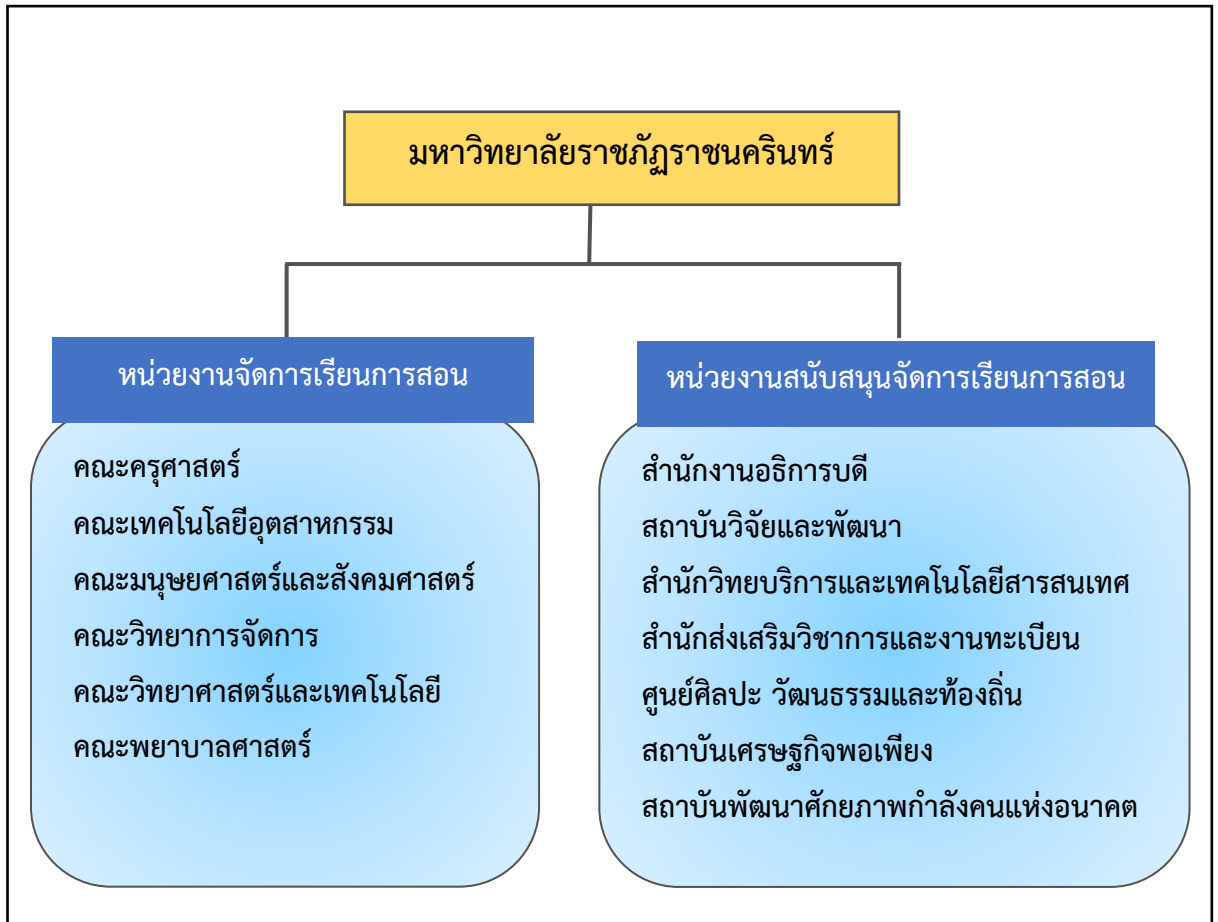 มหาวิทยาลัยราชภัฏราชนครินทร์
หน่วยงานจัดการเรียนการสอน
คณะครุศาสตร์
คณะเทคโนโลยีอุตสาหกรรม
คณะมนุษยศาสตร์และสังคมศาสตร์
คณะวิทยาการจัดการ
คณะวิทยาศาสตร์และเทคโนโลยี
คณะพยาบาลศาสตร์
หน่วยงานสนับสนุนจัดการเรียนการสอน
สำนักงานอธิการบดี
สถาบันวิจัยและพัฒนา
สำนักวิทยบริการและเทคโนโลยีสารสนเทศ
สำนักส่งเสริมวิชาการและงานทะเบียน
ศูนย์ศิลปะ วัฒนธรรมและท้องถิ่น
สถาบันเศรษฐกิจพอเพียง
สถาบันพัฒนาศักยภาพกำลังคนแห่งอนาคต